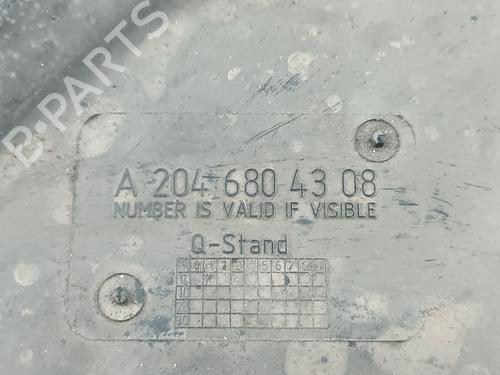 B-PARTS
A 204 680 43 08
NUMBER IS VALID IF VISIBLE
Q-Stand